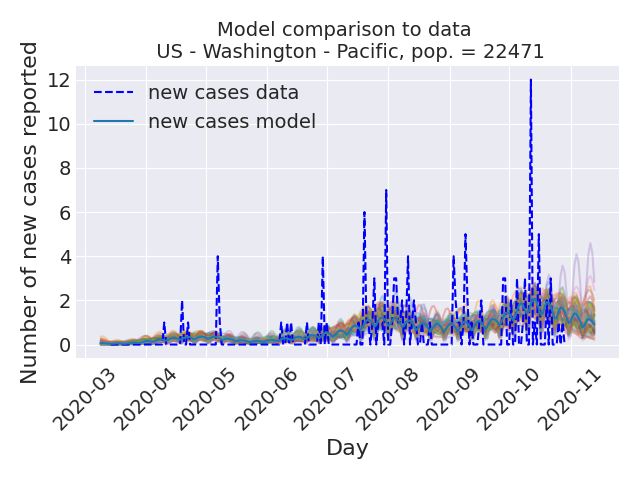 Model comparison to data
US - Washington - Pacific, pop. = 22471
Number of new cases reported
12
10
8
6
4
2
0
new cases data
new cases model
2020-03
2020-04
2020-05
2020-06
2020-07
2020-08
2020-09
2020-10
2020-11
Day